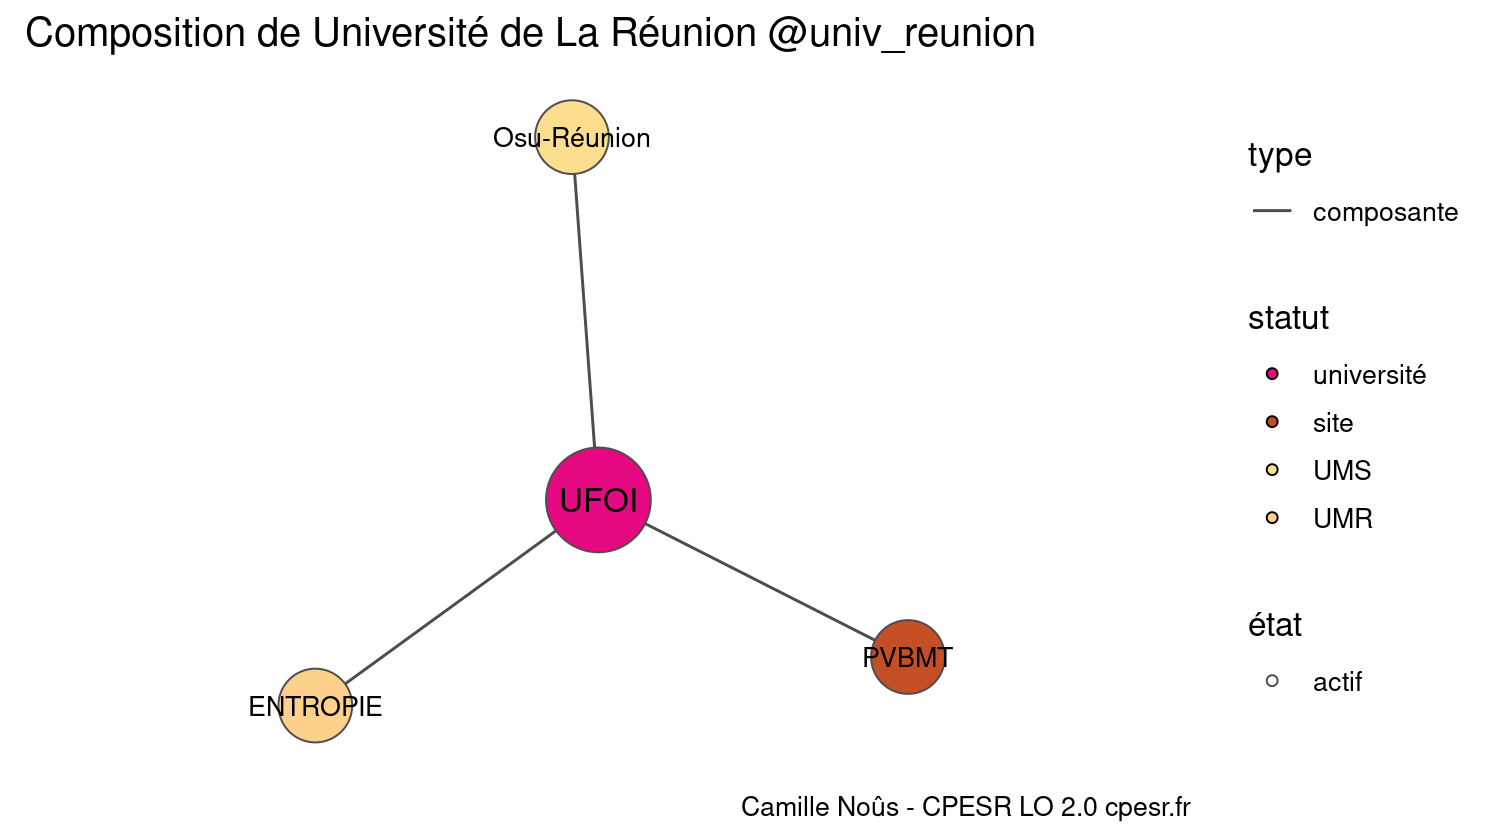 Composition de Université de La Réunion @univ_reunion
Osu-Réunion
UFOI
PVBMT
ENTROPIE
type
composante
statut
université
site
UMS
UMR
état
actif
Camille Noûs - CPESR LO 2.0 cpesr.fr